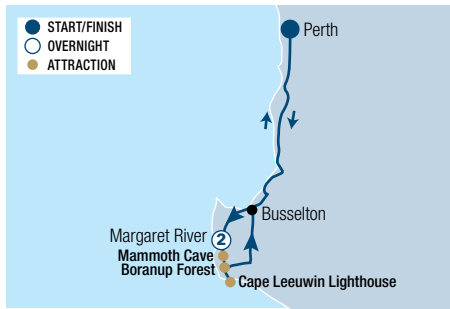 START/FINISH
OVERNIGHT
ATTRACTION
Perth
Busselton
Margaret River
2
Mammoth Cave
Boranup Forest
Cape Leeuwin Lighthouse